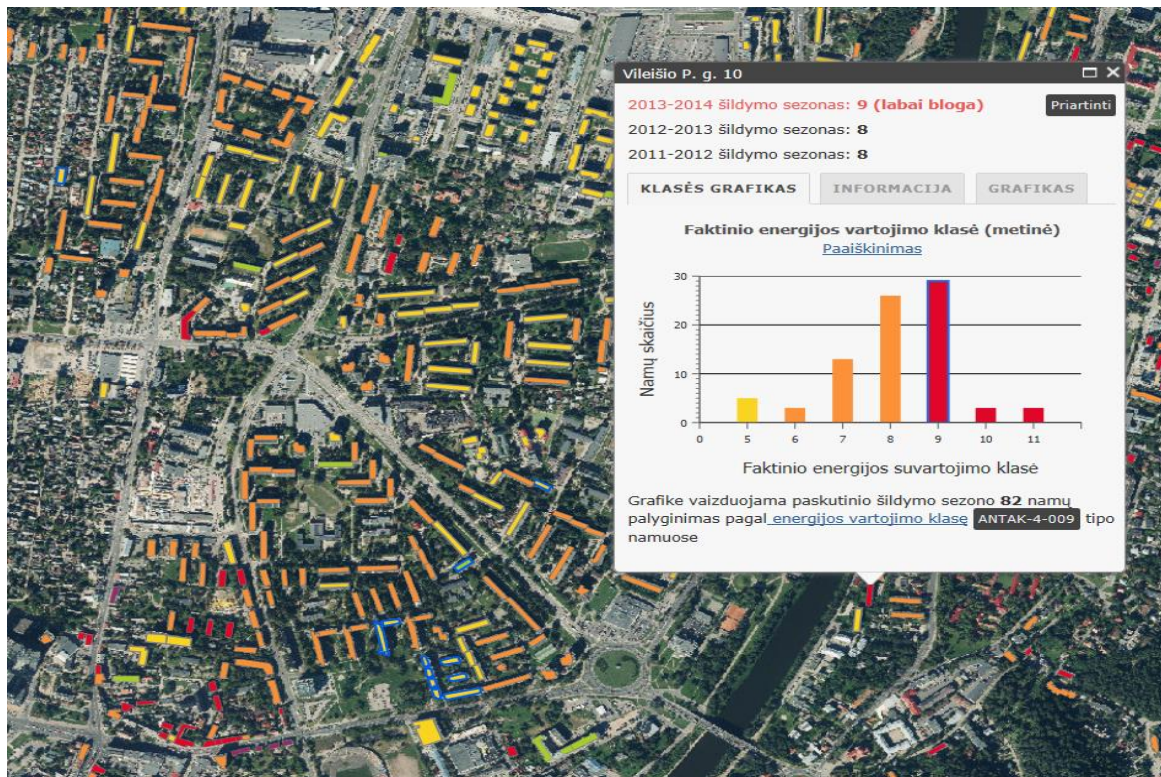 Vileišio P. g. 10
2013-2014 šildymo sezonas: 9 (labai bloga)
Priartinti
2012-2013 šildymo sezonas: 8
2011-2012 šildymo sezonas: 8
KLASĖS GRAFIKAS
INFORMACIJA
GRAFIKAS
Faktinio energijos vartojimo klasė (metinė)
Paaiškinimas
Namų skaičius
30
20
10
0
0 5 6 7 8 9 10 11
Faktinio energijos suvartojimo klasė
Grafike vaizduojama paskutinio šildymo sezono 82 namų
palyginimas pagal energijos vartojimo klasę ANTAK-4-009 tipo
namuose